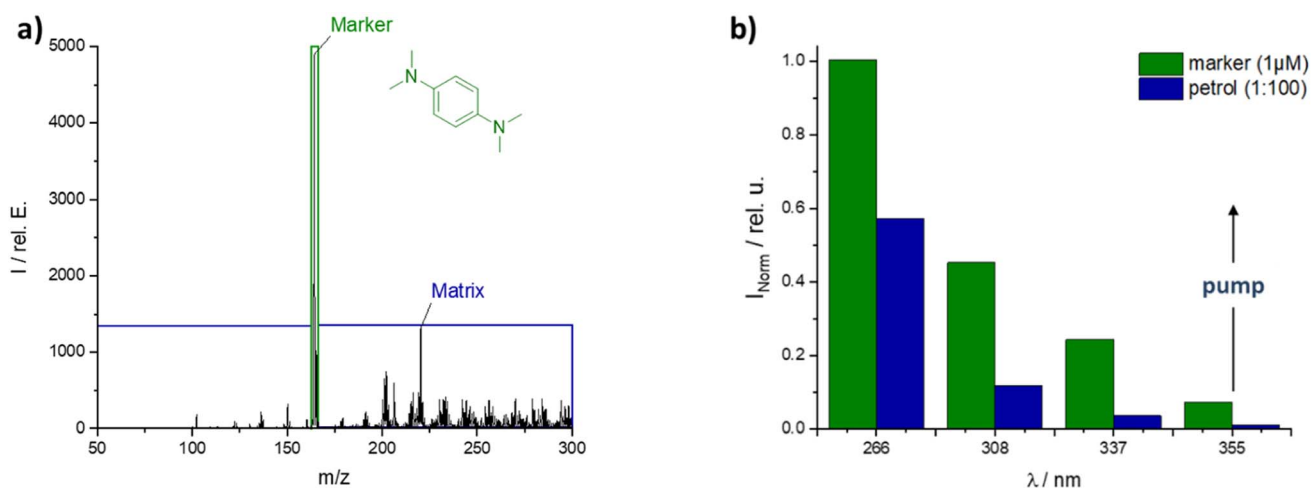 a)
Marker
5000
4000
3000
2000
1000
0
I / rel. E.
N
N
Matrix
50
100
150
200
250
300
m/z
b)
marker (1µM)
petrol (1:100)
1.0
0.8
0.6
0.4
0.2
0.0
I_Norm / rel. u.
pump
266
308
337
355
λ / nm